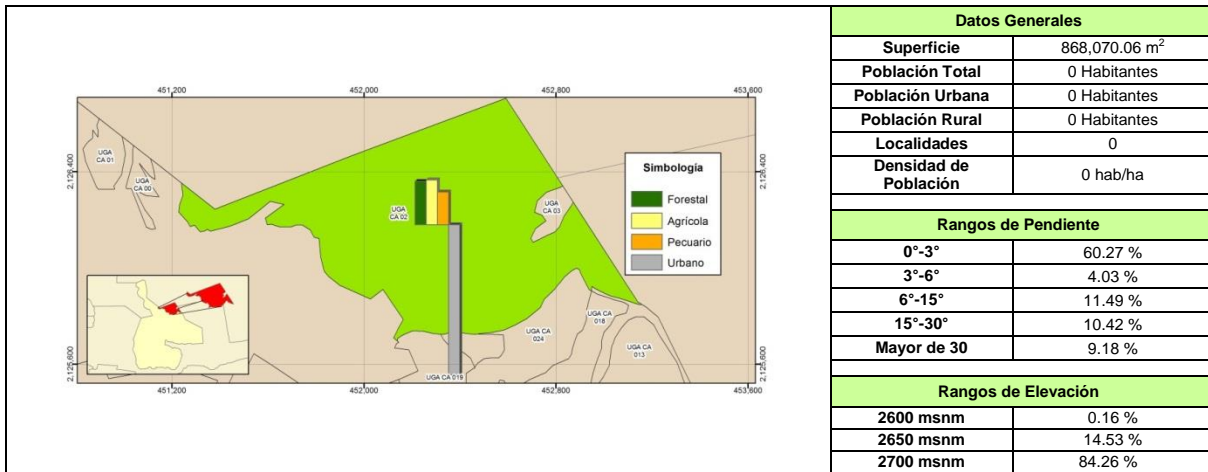 451,200
452,000
452,800
453,600
2,126,400
2,126,400
2,125,600
2,125,600
451,200
452,000
452,800
453,600
UGA
CA 01
UGA
CA 00
UGA
CA 02
UGA
CA 03
UGA CA
024
UGA CA
018
UGA CA
013
UGA CA 019
Simbología
Forestal
Agrícola
Pecuario
Urbano
Datos Generales
Superficie 868,070.06 m²
Población Total 0 Habitantes
Población Urbana 0 Habitantes
Población Rural 0 Habitantes
Localidades 0
Densidad de
Población 0 hab/ha
Rangos de Pendiente
0°-3° 60.27 %
3°-6° 4.03 %
6°-15° 11.49 %
15°-30° 10.42 %
Mayor de 30 9.18 %
Rangos de Elevación
2600 msnm 0.16 %
2650 msnm 14.53 %
2700 msnm 84.26 %